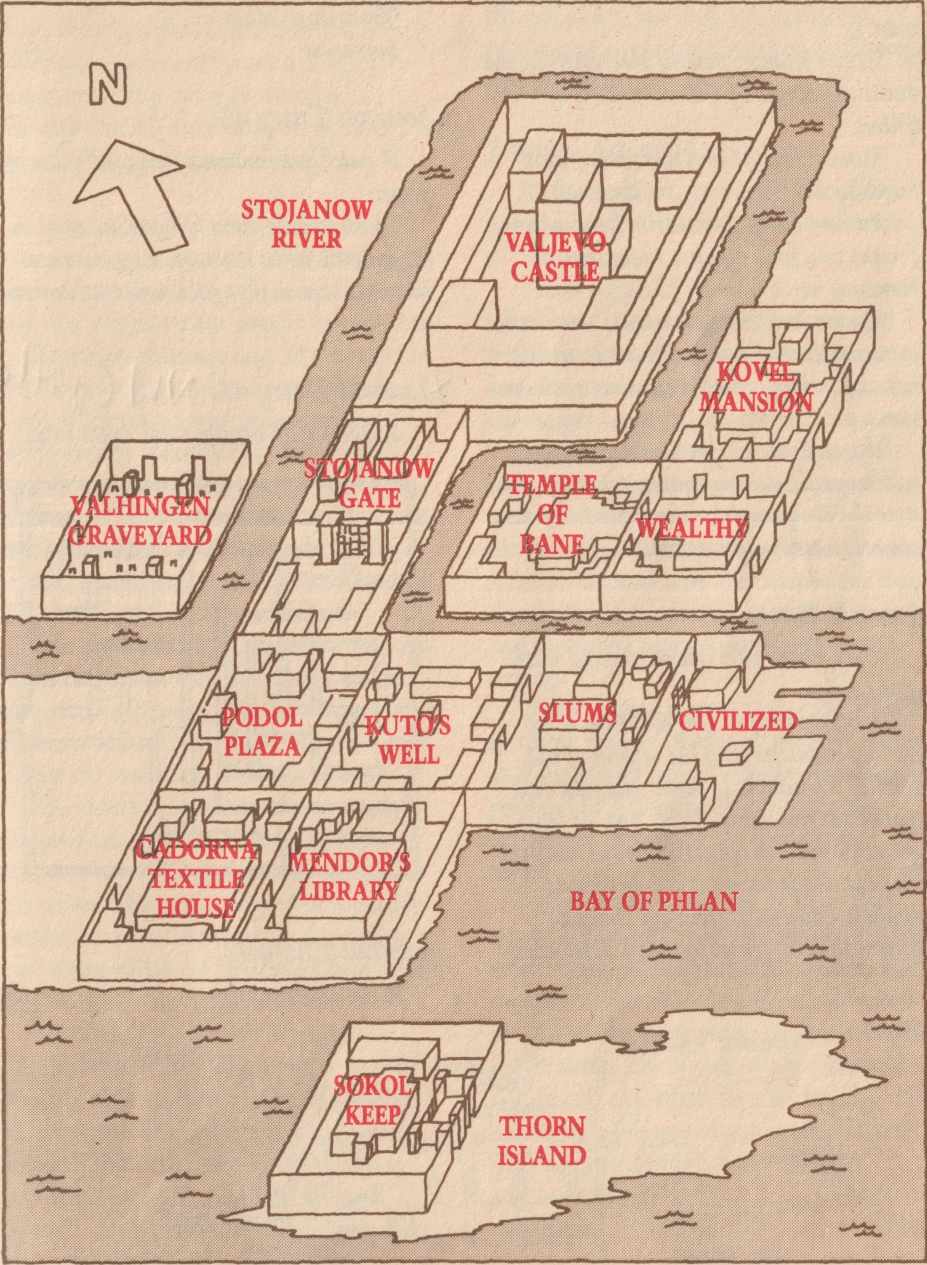 N
STOJANOW
RIVER
VALJEVO
CASTLE
KOVEL
MANSION
STOJANOW
GATE
TEMPLE
OF
BANE
WEALTHY
VALHINGEN
GRAVEYARD
PODOL
PLAZA
KUTO'S
WELL
SLUMS
CIVILIZED
CADORNA
TEXTILE
HOUSE
MENDOR'S
LIBRARY
BAY OF PHLAN
SOKOL
KEEP
THORN
ISLAND